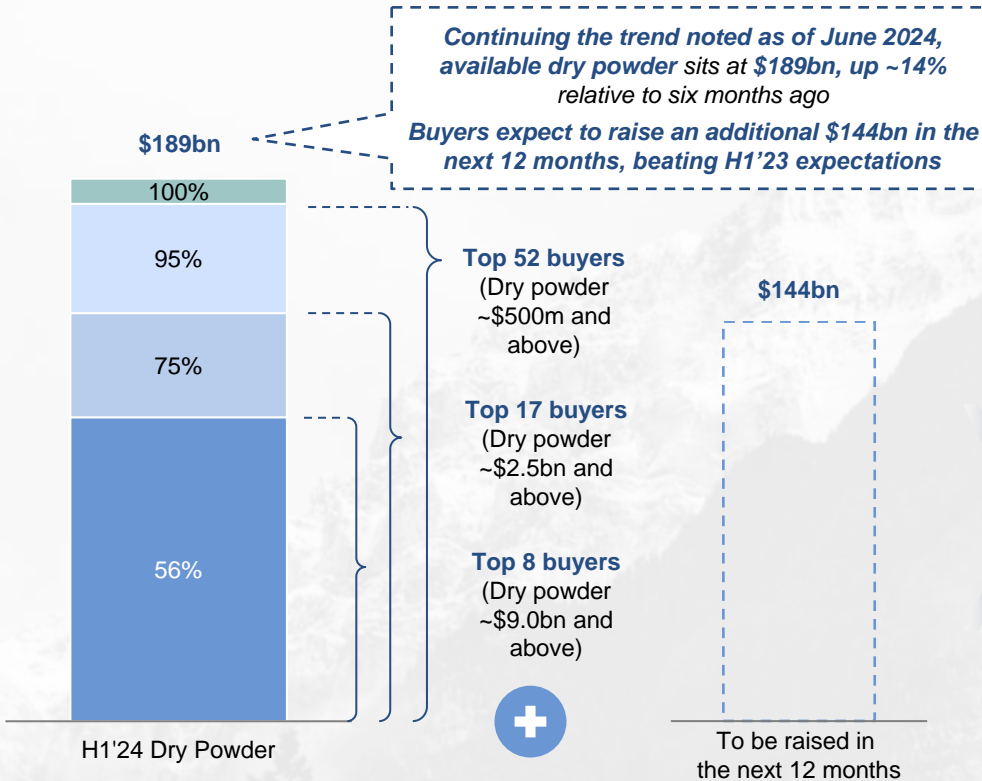 Continuing the trend noted as of June 2024,
available dry powder sits at $189bn, up ~14%
relative to six months ago
Buyers expect to raise an additional $144bn in the
next 12 months, beating H1'23 expectations
$189bn
100%
95%
75%
56%
H1'24 Dry Powder
Top 52 buyers
(Dry powder
~$500m and
above)
Top 17 buyers
(Dry powder
~$2.5bn and
above)
Top 8 buyers
(Dry powder
~$9.0bn and
above)
$144bn
To be raised in
the next 12 months